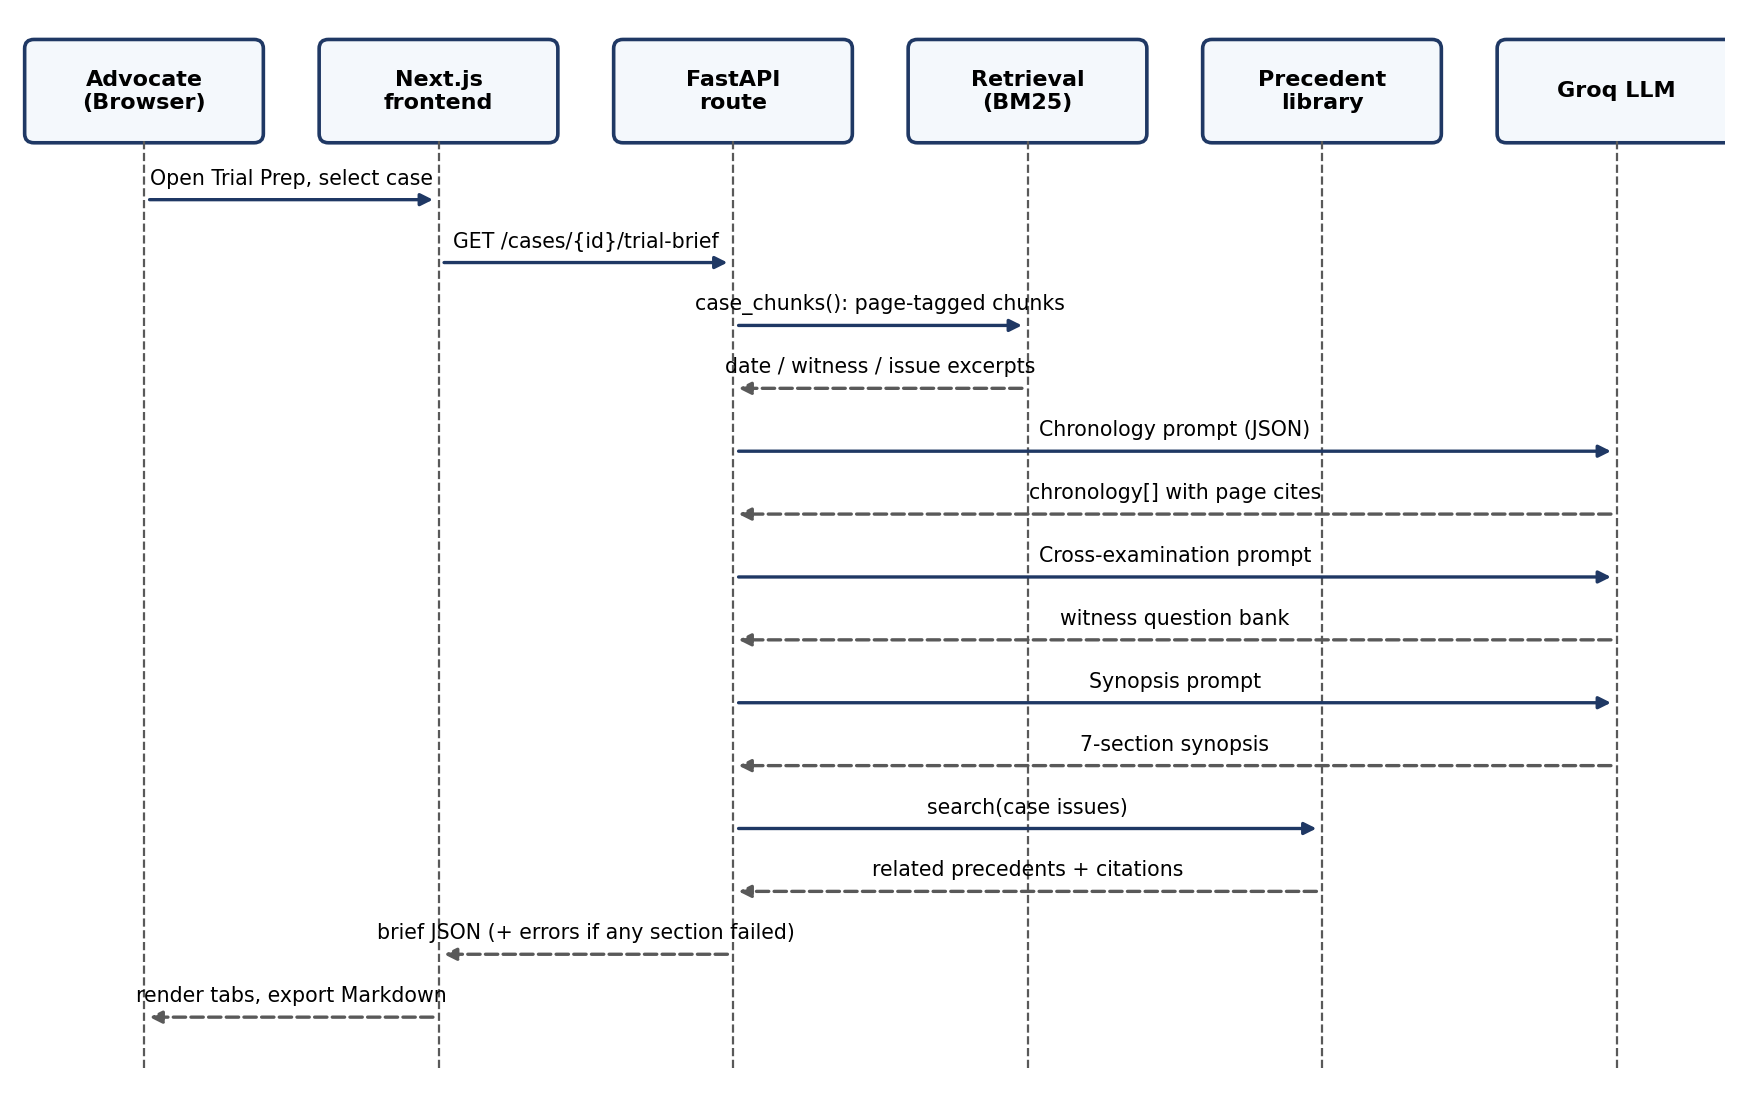 Advocate
(Browser)
Next.js
frontend
FastAPI
route
Retrieval
(BM25)
Precedent
library
Groq LLM
Open Trial Prep, select case
GET /cases/{id}/trial-brief
case_chunks(): page-tagged chunks
date / witness / issue excerpts
Chronology prompt (JSON)
chronology[] with page cites
Cross-examination prompt
witness question bank
Synopsis prompt
7-section synopsis
search(case issues)
related precedents + citations
brief JSON (+ errors if any section failed)
render tabs, export Markdown